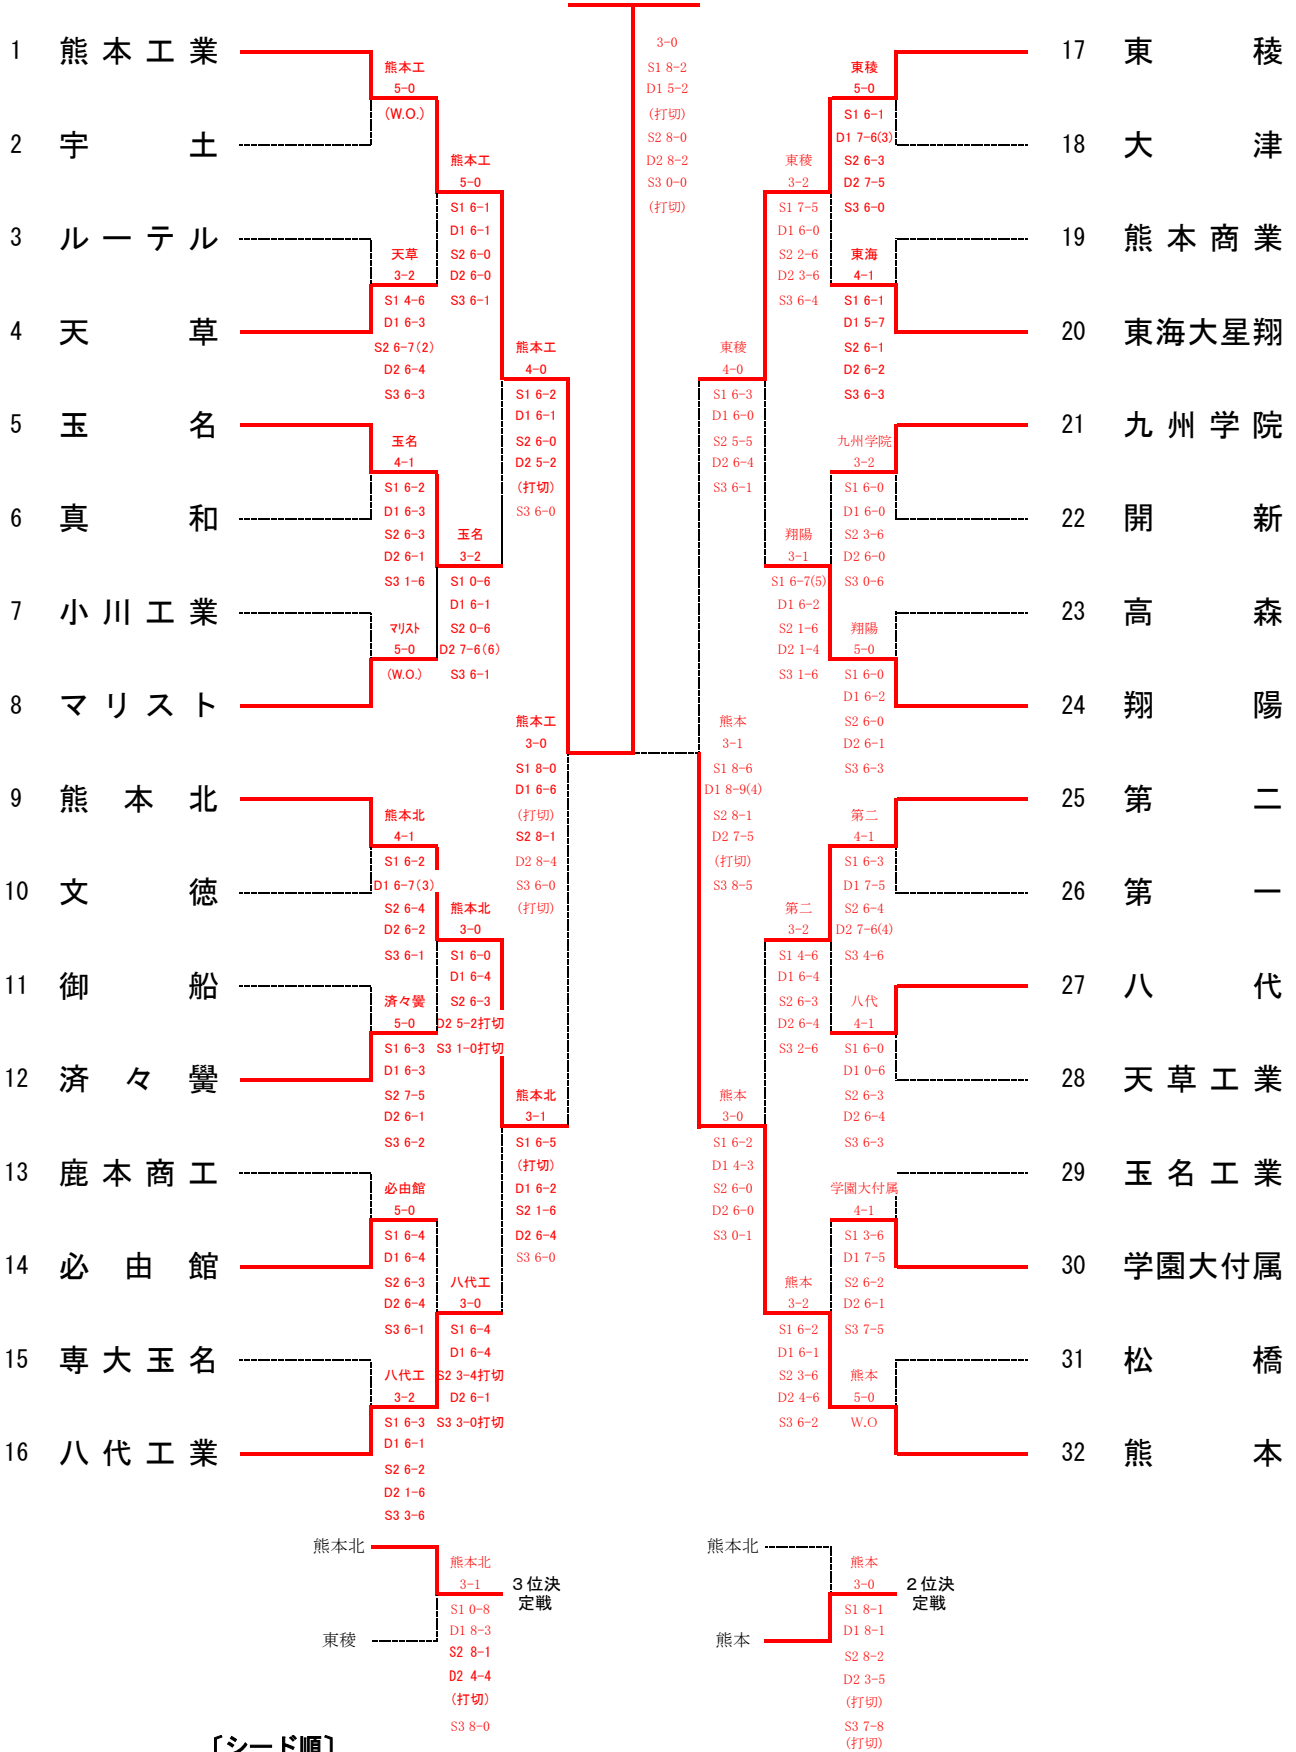 1 熊本工業
2 宇土
3 ルーテル
4 天草
5 玉名
6 真和
7 小川工業
8 マリスト
9 熊本北
10 文徳
11 御船
12 済々黌
13 鹿本商工
14 必由館
15 専大玉名
16 八代工業
熊本工
5-0
(W.O.)
天草
3-2
S1 4-6
D1 6-3
S2 6-7(2)
D2 6-4
S3 6-3
玉名
4-1
S1 6-2
D1 6-3
S2 6-3
D2 6-1
S3 1-6
マリスト
5-0
(W.O.)
熊本北
4-1
S1 6-2
D1 6-7(3)
S2 6-4
D2 6-2
S3 6-1
済々黌
5-0
S1 6-3
D1 6-3
S2 7-5
D2 6-1
S3 6-2
必由館
5-0
S1 6-4
D1 6-4
S2 6-3
D2 6-4
S3 6-1
八代工
3-2
S1 6-3
D1 6-1
S2 6-2
D2 1-6
S3 3-6
熊本工
5-0
S1 6-1
D1 6-1
S2 6-0
D2 6-0
S3 6-1
玉名
3-2
S1 0-6
D1 6-1
S2 0-6
D2 7-6(6)
S3 6-1
熊本北
3-0
S1 6-0
D1 6-4
S2 6-3
D2 5-2打切
S3 1-0打切
八代工
3-0
S1 6-4
D1 6-4
S2 3-4打切
D2 6-1
S3 3-0打切
熊本工
4-0
S1 6-2
D1 6-1
S2 6-0
D2 5-2
(打切)
S3 6-0
熊本北
3-1
S1 6-5
(打切)
D1 6-2
S2 1-6
D2 6-4
S3 6-0
熊本工
3-0
S1 8-0
D1 6-6
(打切)
S2 8-1
D2 8-4
S3 6-0
(打切)
3-0
S1 8-2
D1 5-2
(打切)
S2 8-0
D2 8-2
S3 0-0
(打切)
熊本
3-1
S1 8-6
D1 8-9(4)
S2 8-1
D2 7-5
(打切)
S3 8-5
東稜
4-0
S1 6-3
D1 6-0
S2 5-5
D2 6-4
S3 6-1
熊本
3-0
S1 6-2
D1 4-3
S2 6-0
D2 6-0
S3 0-1
東稜
3-2
S1 7-5
D1 6-0
S2 2-6
D2 3-6
S3 6-4
翔陽
3-1
S1 6-7(5)
D1 6-2
S2 1-6
D2 1-4
S3 1-6
第二
3-2
S1 4-6
D1 6-4
S2 6-3
D2 6-4
S3 2-6
熊本
3-2
S1 6-2
D1 6-1
S2 3-6
D2 4-6
S3 6-2
東稜
5-0
S1 6-1
D1 7-6(3)
S2 6-3
D2 7-5
S3 6-0
東海
4-1
S1 6-1
D1 5-7
S2 6-1
D2 6-2
S3 6-3
九州学院
3-2
S1 6-0
D1 6-0
S2 3-6
D2 6-0
S3 0-6
翔陽
5-0
S1 6-0
D1 6-2
S2 6-0
D2 6-1
S3 6-3
第二
4-1
S1 6-3
D1 7-5
S2 6-4
D2 7-6(4)
S3 4-6
八代
4-1
S1 6-0
D1 0-6
S2 6-3
D2 6-4
S3 6-3
学園大付属
4-1
S1 3-6
D1 7-5
S2 6-2
D2 6-1
S3 7-5
熊本
5-0
W.O
17 東稜
18 大津
19 熊本商業
20 東海大星翔
21 九州学院
22 開新
23 高森
24 翔陽
25 第二
26 第一
27 八代
28 天草工業
29 玉名工業
30 学園大付属
31 松橋
32 熊本
熊本北
東稜
熊本北
3-1
S1 0-8
D1 8-3
S2 8-1
D2 4-4
(打切)
S3 8-0
3位決
定戦
熊本北
熊本
熊本
3-0
S1 8-1
D1 8-1
S2 8-2
D2 3-5
(打切)
S3 7-8
(打切)
2位決
定戦
〔シード順〕